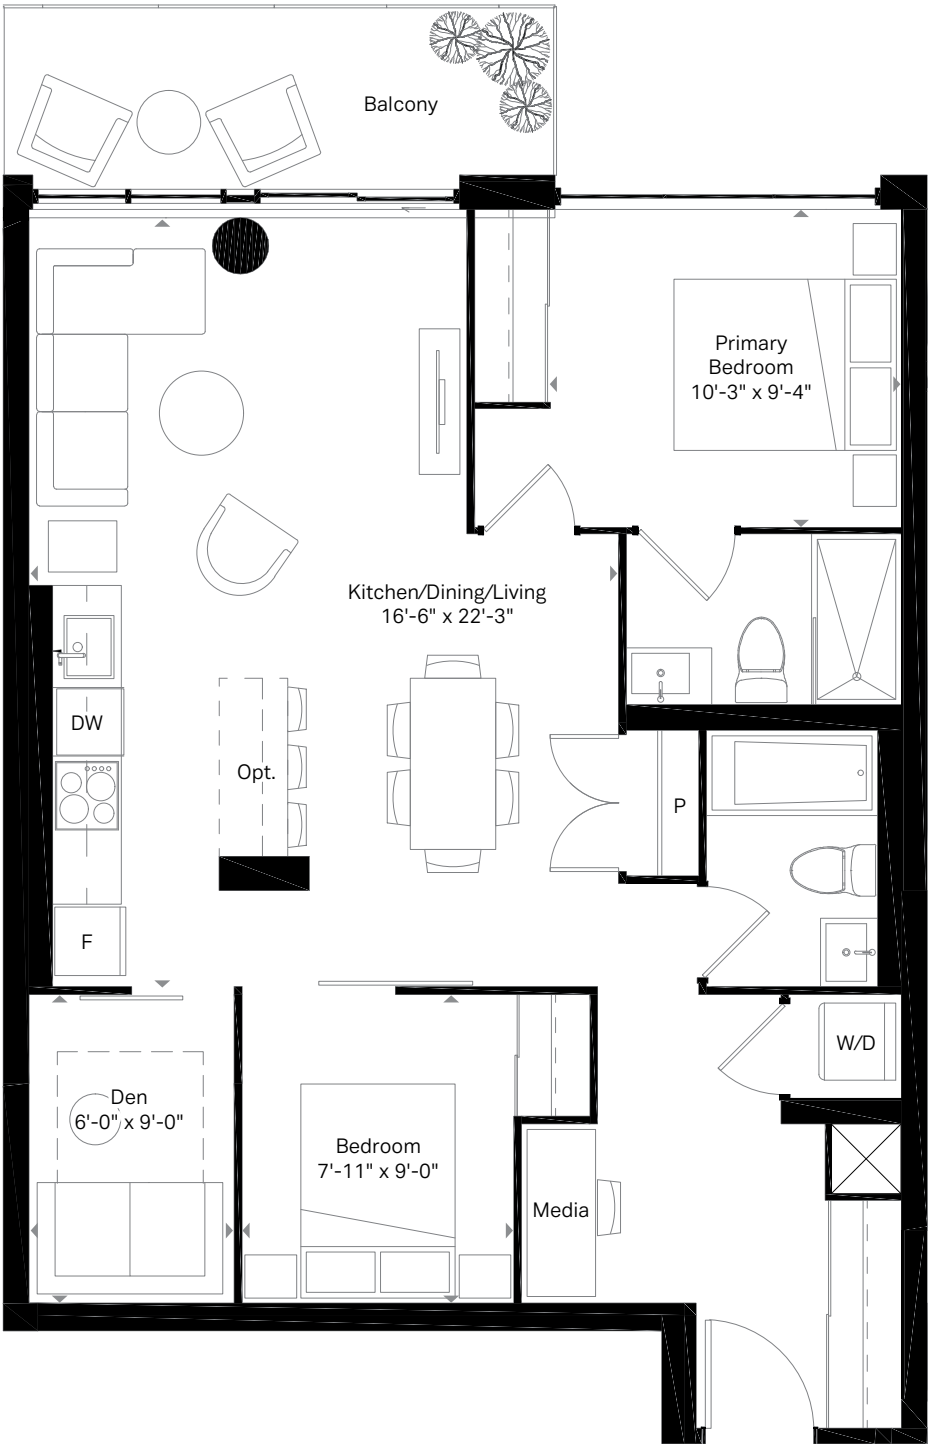 Balcony
Primary
Bedroom
10'-3" x 9'-4"
Kitchen/Dining/Living
16'-6" x 22'-3"
DW
Opt.
P
F
W/D
Den
6'-0" x 9'-0"
Bedroom
7'-11" x 9'-0"
Media